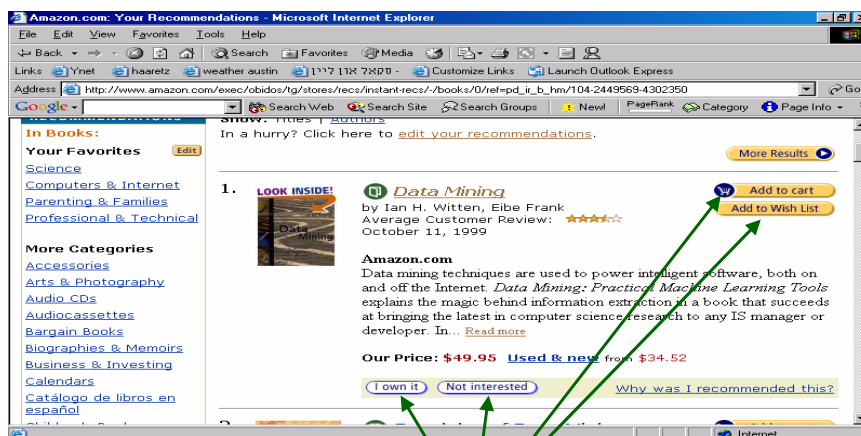 Amazon.com: Your Recommendations - Microsoft Internet Explorer
File Edit View Favorites Tools Help
Back Search Favorites Media
Links Ynet haaretz weather austin סקאל און ליין - Customize Links Launch Outlook Express
Address http://www.amazon.com/exec/obidos/tg/stores/recs/instant-recs/-/books/0/ref=pd_ir_b_hm/104-2449569-4302350 Go
Google Search Web Search Site Search Groups New! PageRank Category Page Info
RECOMMENDATIONS
Show: Titles | Authors
In Books:
In a hurry? Click here to edit your recommendations.
Your Favorites Edit
More Results
Science
Computers & Internet
Parenting & Families
Professional & Technical
1. LOOK INSIDE! Data Mining Add to cart
by Ian H. Witten, Eibe Frank Add to Wish List
Average Customer Review:
October 11, 1999
Data Mining
More Categories
Accessories
Arts & Photography
Audio CDs
Audiocassettes
Bargain Books
Biographies & Memoirs
Business & Investing
Calendars
Catálogo de libros en
español
Amazon.com
Data mining techniques are used to power intelligent software, both on
and off the Internet. Data Mining: Practical Machine Learning Tools
explains the magic behind information extraction in a book that succeeds
at bringing the latest in computer science research to any IS manager or
developer. In... Read more
Our Price: $49.95 Used & new from $34.52
I own it Not interested Why was I recommended this?
Internet